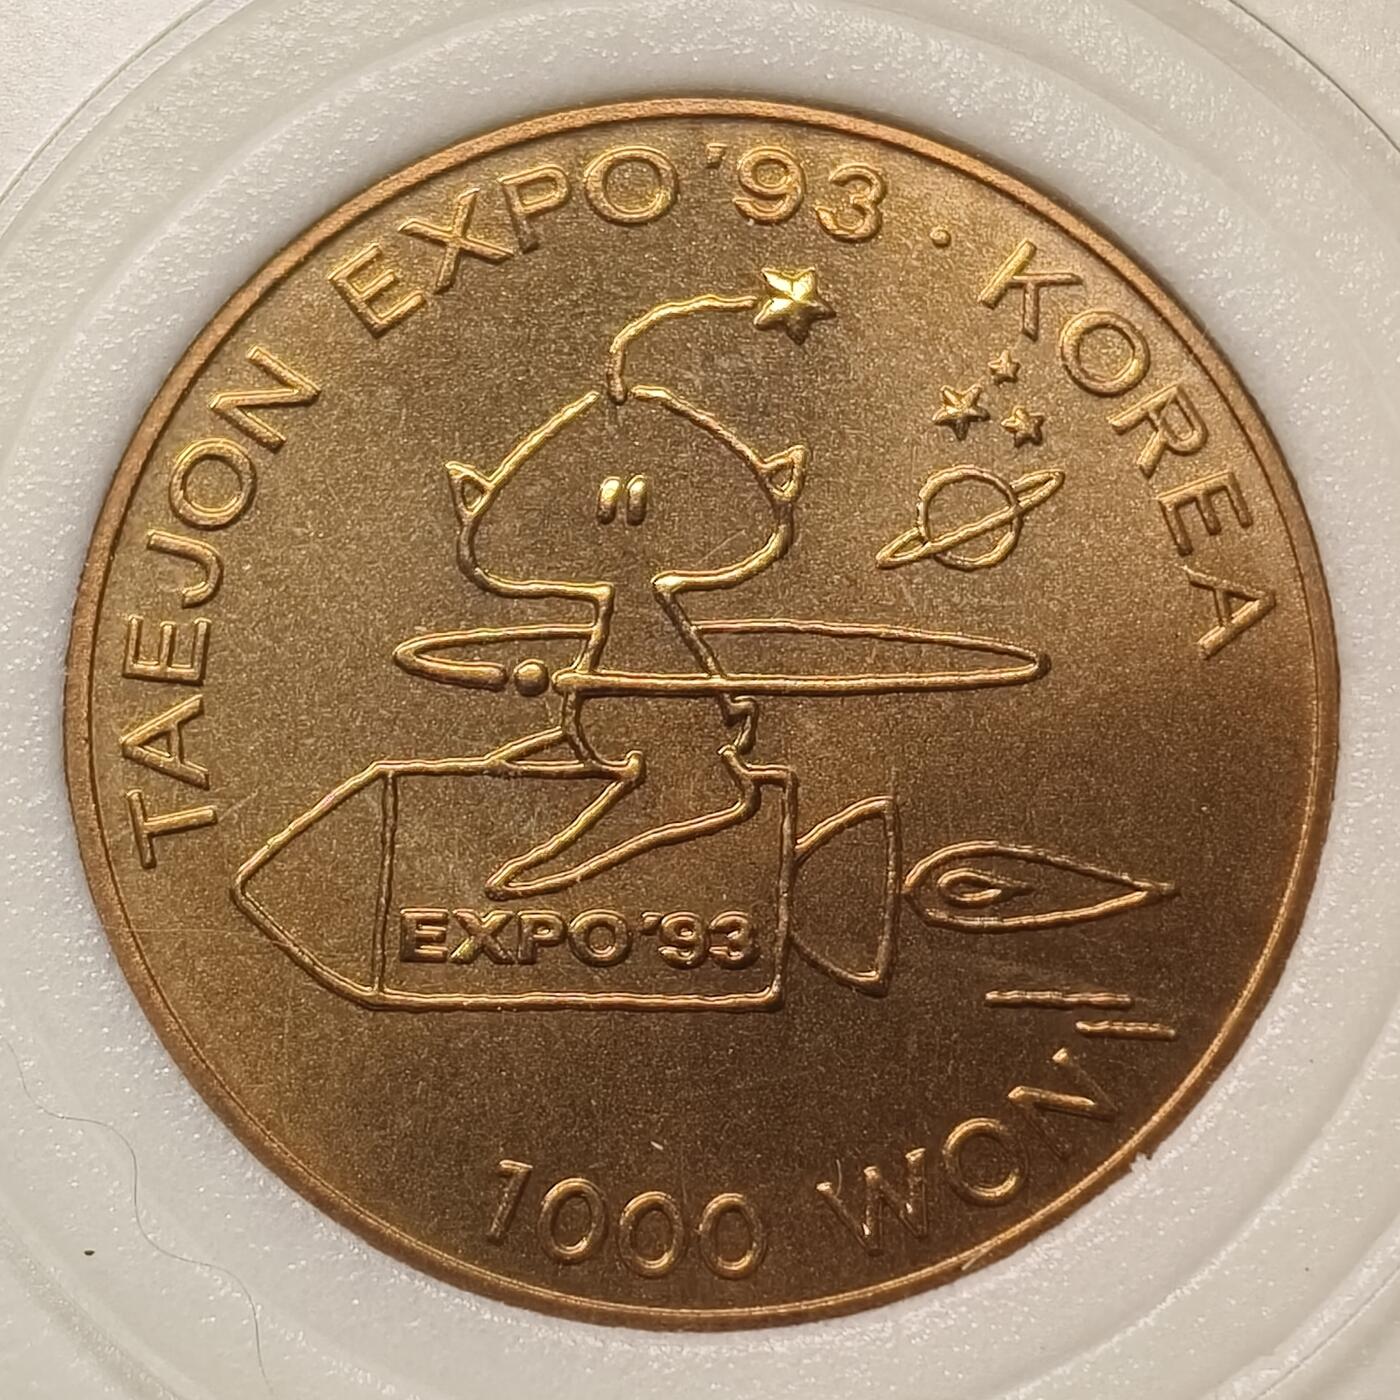 TAEJON EXPO '93 · KOREA
EXPO '93
1000 WON